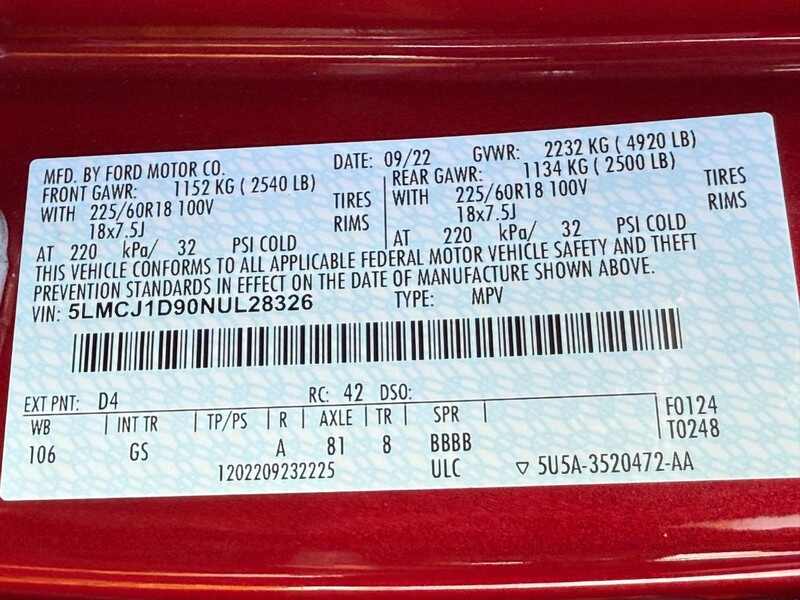 MFD. BY FORD MOTOR CO. DATE: 09/22 GVWR: 2232 KG ( 4920 LB)
FRONT GAWR: 1152 KG ( 2540 LB) REAR GAWR: 1134 KG ( 2500 LB)
WITH 225/60R18 100V TIRES WITH 225/60R18 100V TIRES
18x7.5J RIMS 18x7.5J RIMS
AT 220 kPa/ 32 PSI COLD AT 220 kPa/ 32 PSI COLD
THIS VEHICLE CONFORMS TO ALL APPLICABLE FEDERAL MOTOR VEHICLE SAFETY AND THEFT
PREVENTION STANDARDS IN EFFECT ON THE DATE OF MANUFACTURE SHOWN ABOVE.
VIN: 5LMCJ1D90NUL28326 TYPE: MPV
EXT PNT: D4 RC: 42 DSO:
WB | INT TR | TP/PS | R | AXLE | TR | SPR | F0124
106 GS A 81 8 BBBB T0248
1202209232225 ULC ▽ 5U5A-3520472-AA